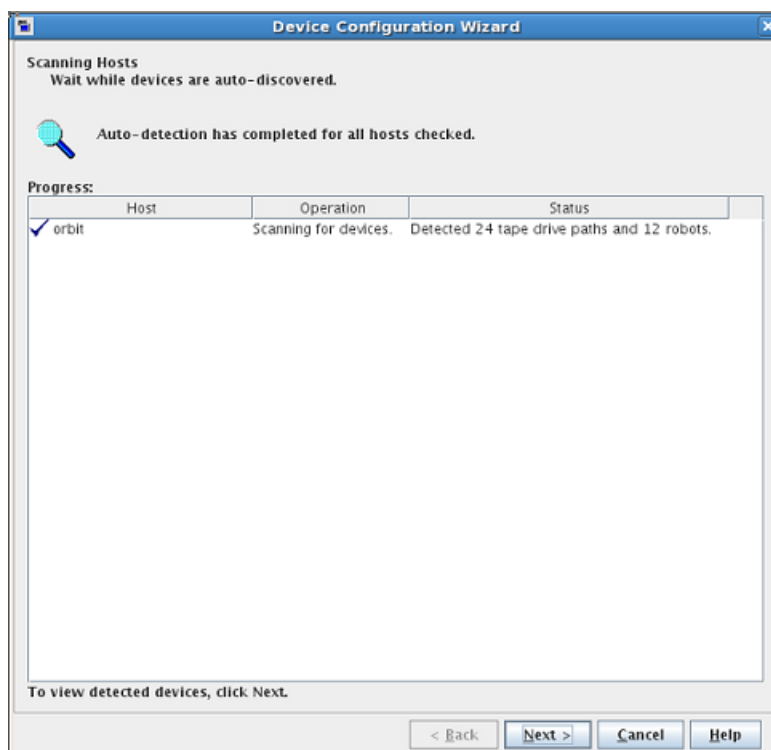 Device Configuration Wizard
Scanning Hosts
Wait while devices are auto-discovered.
Auto-detection has completed for all hosts checked.
Progress:
Host Operation Status
orbit Scanning for devices. Detected 24 tape drive paths and 12 robots.
To view detected devices, click Next.
< Back Next > Cancel Help